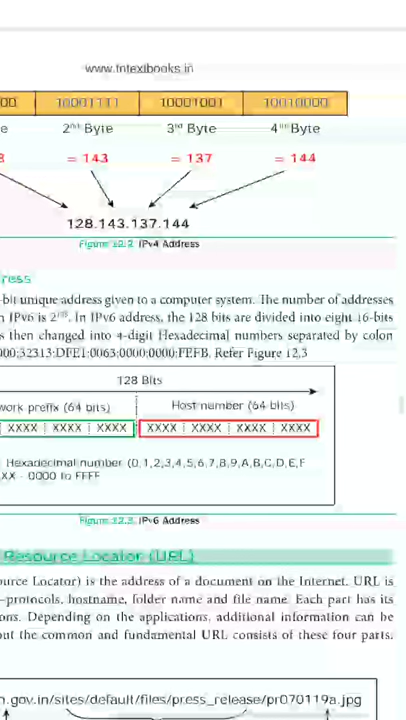 www.tntextbooks.in
00 10001111 10001001 10010000
e 2nd Byte 3rd Byte 4th Byte
8 = 143 = 137 = 144
128.143.137.144
Figure 12.2 IPv4 Address
ress
-bit unique address given to a computer system. The number of addresses
n IPv6 is 2¹²⁸. In IPv6 address, the 128 bits are divided into eight 16-bits
s then changed into 4-digit Hexadecimal numbers separated by colon
000:32313:DFE1:0063:0000:0000:FEFB. Refer Figure 12.3
128 Bits
work prefix (64 bits) Host number (64 bits)
XXXX XXXX XXXX XXXX XXXX XXXX XXXX
Hexadecimal number (0,1,2,3,4,5,6,7,8,9,A,B,C,D,E,F
XX - 0000 to FFFF
Figure 12.3 IPv6 Address
Resource Locator (URL)
ource Locator) is the address of a document on the Internet. URL is
–protocols, hostname, folder name and file name. Each part has its
ons. Depending on the applications, additional information can be
out the common and fundamental URL consists of these four parts.
n.gov.in/sites/default/files/press_release/pr070119a.jpg